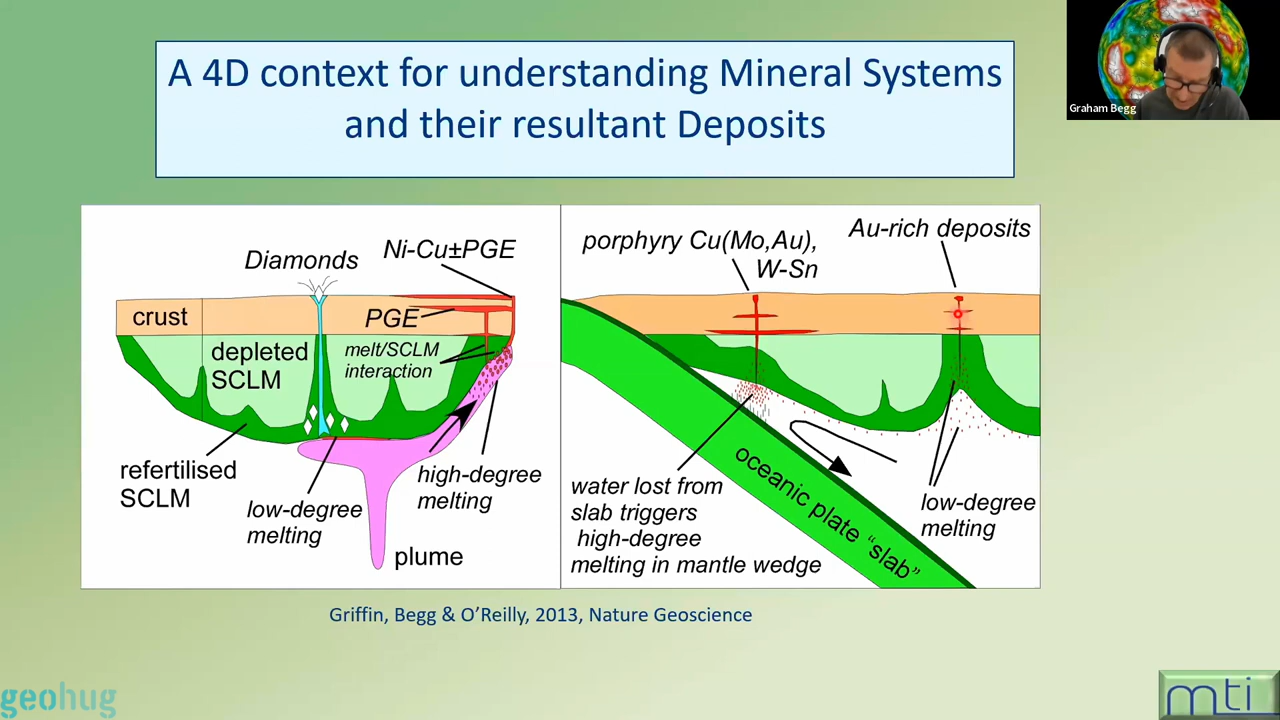 A 4D context for understanding Mineral Systems
and their resultant Deposits
Graham Begg
Diamonds
Ni-Cu±PGE
crust
PGE
depleted
SCLM
melt/SCLM
interaction
refertilised
SCLM
low-degree
melting
high-degree
melting
plume
porphyry Cu(Mo,Au),
W-Sn
Au-rich deposits
water lost from
slab triggers
high-degree
melting in mantle wedge
oceanic plate “slab”
low-degree
melting
Griffin, Begg & O’Reilly, 2013, Nature Geoscience
geohug
mti